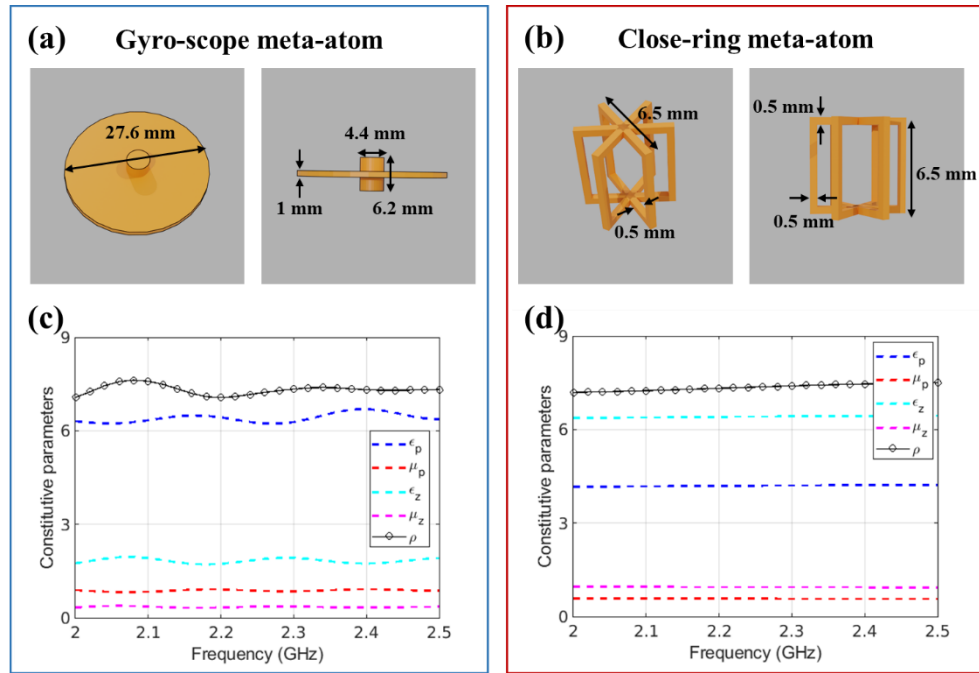 (a) Gyro-scope meta-atom
27.6 mm
4.4 mm
1 mm
6.2 mm
(b) Close-ring meta-atom
6.5 mm
0.5 mm
0.5 mm
0.5 mm
6.5 mm
(c)
9
6
3
0
Constitutive parameters
ϵp
μp
ϵz
μz
ρ
2 2.1 2.2 2.3 2.4 2.5
Frequency (GHz)
(d)
9
6
3
0
Constitutive parameters
ϵp
μp
ϵz
μz
ρ
2 2.1 2.2 2.3 2.4 2.5
Frequency (GHz)